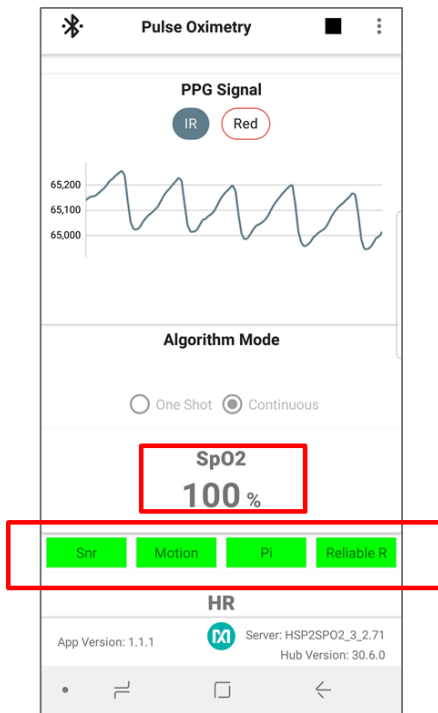 Pulse Oximetry
PPG Signal
IR Red
65,200
65,100
65,000
Algorithm Mode
One Shot Continuous
SpO2
100 %
Snr Motion Pi Reliable R
HR
App Version: 1.1.1
Server: HSP2SPO2_3_2.71
Hub Version: 30.6.0